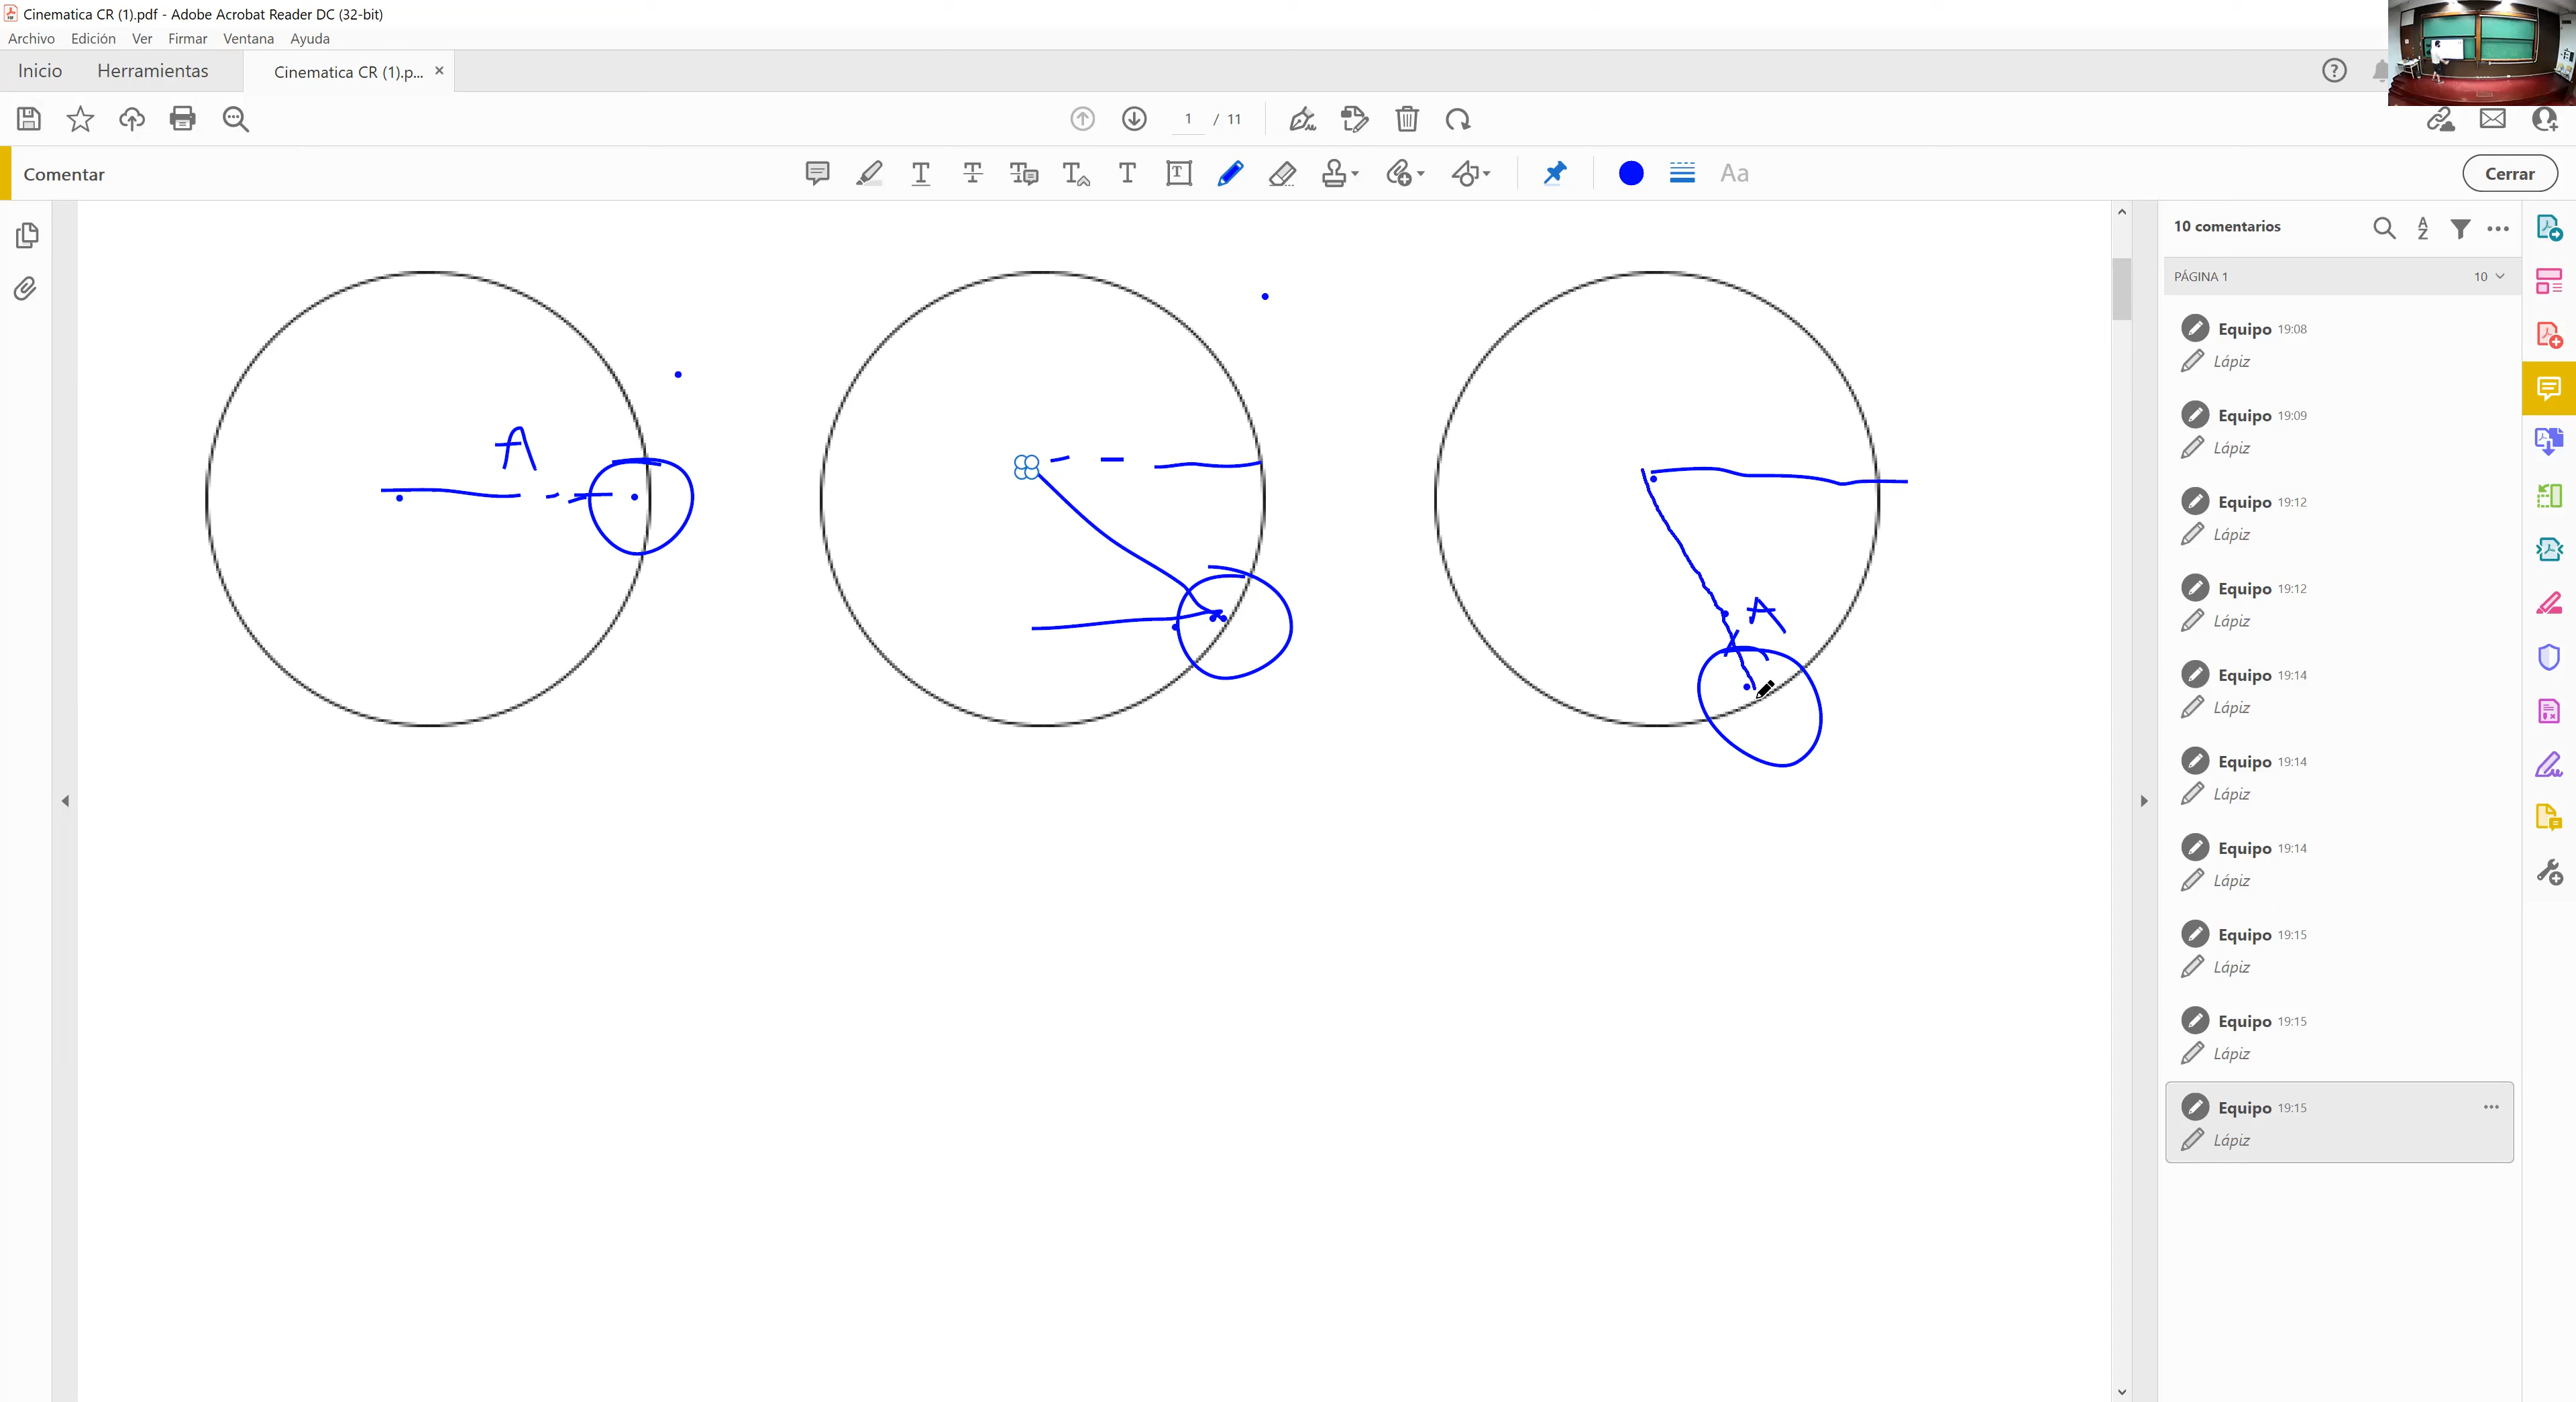 Cinematica CR (1).pdf - Adobe Acrobat Reader DC (32-bit)
Archivo Edición Ver Firmar Ventana Ayuda
Inicio Herramientas Cinematica CR (1).p... ×
1 / 11
Comentar
Aa
Cerrar
10 comentarios
PÁGINA 1 10
Equipo 19:08
Lápiz
Equipo 19:09
Lápiz
Equipo 19:12
Lápiz
Equipo 19:12
Lápiz
Equipo 19:14
Lápiz
Equipo 19:14
Lápiz
Equipo 19:14
Lápiz
Equipo 19:15
Lápiz
Equipo 19:15
Lápiz
Equipo 19:15
Lápiz
A
A